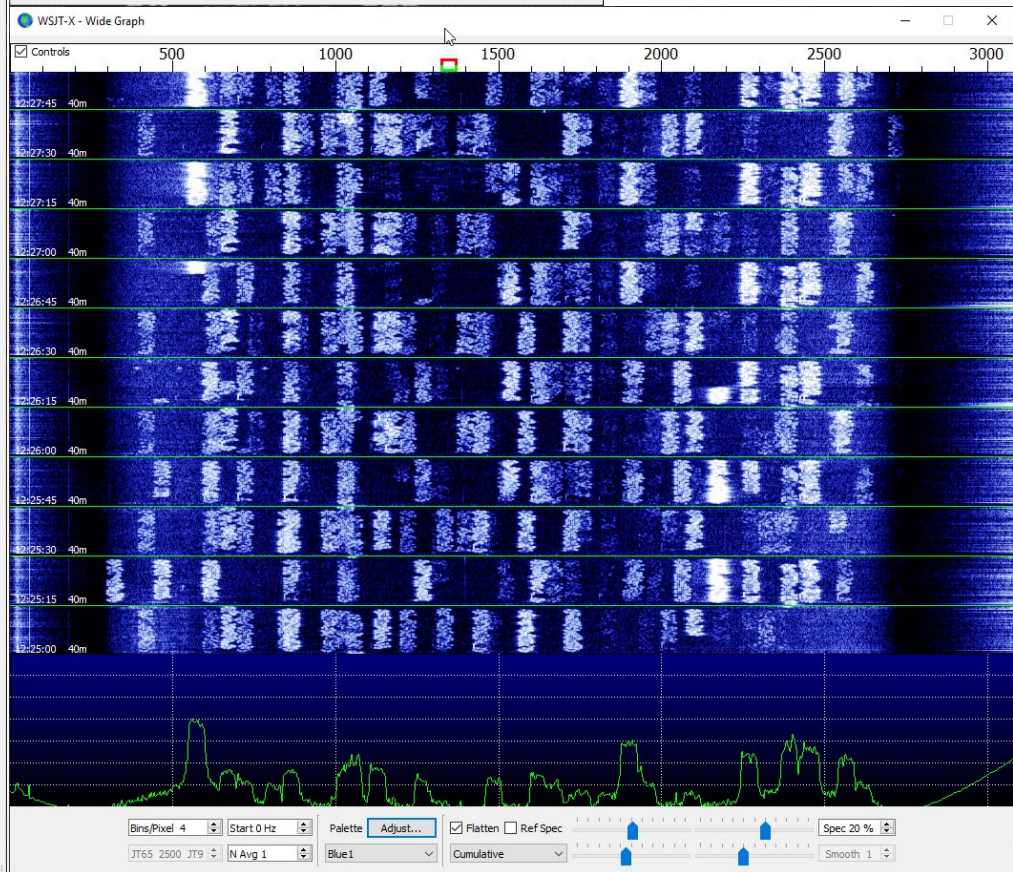 WSJT-X - Wide Graph
Controls 500 1000 1500 2000 2500 3000
12:27:45 40m
12:27:30 40m
12:27:15 40m
12:27:00 40m
12:26:45 40m
12:26:30 40m
12:26:15 40m
12:26:00 40m
12:25:45 40m
12:25:30 40m
12:25:15 40m
12:25:00 40m
Bins/Pixel 4 Start 0 Hz Palette Adjust... Flatten Ref Spec Spec 20 %
JT65 2500 JT9 N Avg 1 Blue1 Cumulative Smooth 1